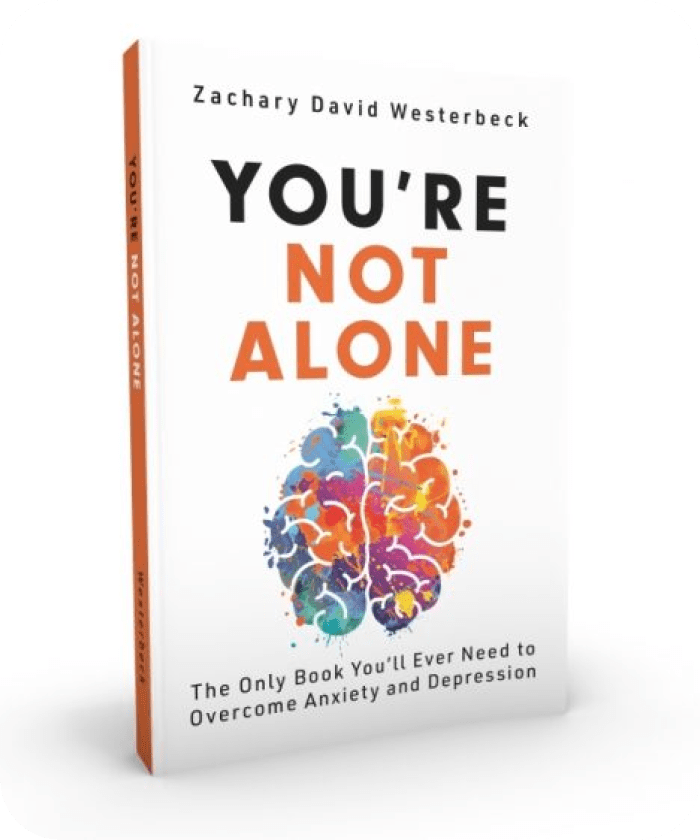 Zachary David Westerbeck
YOU'RE
NOT
ALONE
The Only Book You'll Ever Need to
Overcome Anxiety and Depression
YOU'RE NOT ALONE
Westerbeck